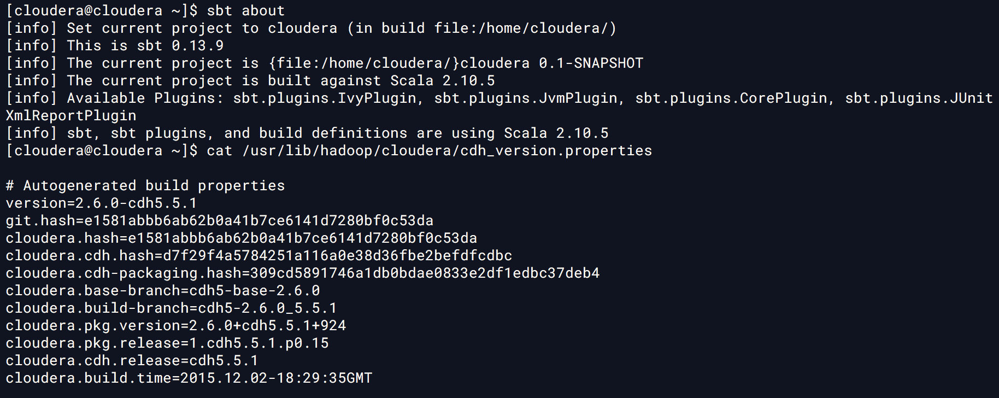 [cloudera@cloudera ~]$ sbt about
[info] Set current project to cloudera (in build file:/home/cloudera/)
[info] This is sbt 0.13.9
[info] The current project is {file:/home/cloudera/}cloudera 0.1-SNAPSHOT
[info] The current project is built against Scala 2.10.5
[info] Available Plugins: sbt.plugins.IvyPlugin, sbt.plugins.JvmPlugin, sbt.plugins.CorePlugin, sbt.plugins.JUnit
XmlReportPlugin
[info] sbt, sbt plugins, and build definitions are using Scala 2.10.5
[cloudera@cloudera ~]$ cat /usr/lib/hadoop/cloudera/cdh_version.properties
# Autogenerated build properties
version=2.6.0-cdh5.5.1
git.hash=e1581abbb6ab62b0a41b7ce6141d7280bf0c53da
cloudera.hash=e1581abbb6ab62b0a41b7ce6141d7280bf0c53da
cloudera.cdh.hash=d7f29f4a5784251a116a0e38d36fbe2befdfcdbc
cloudera.cdh-packaging.hash=309cd5891746a1db0bdae0833e2df1edbc37deb4
cloudera.base-branch=cdh5-base-2.6.0
cloudera.build-branch=cdh5-2.6.0_5.5.1
cloudera.pkg.version=2.6.0+cdh5.5.1+924
cloudera.pkg.release=1.cdh5.5.1.p0.15
cloudera.cdh.release=cdh5.5.1
cloudera.build.time=2015.12.02-18:29:35GMT